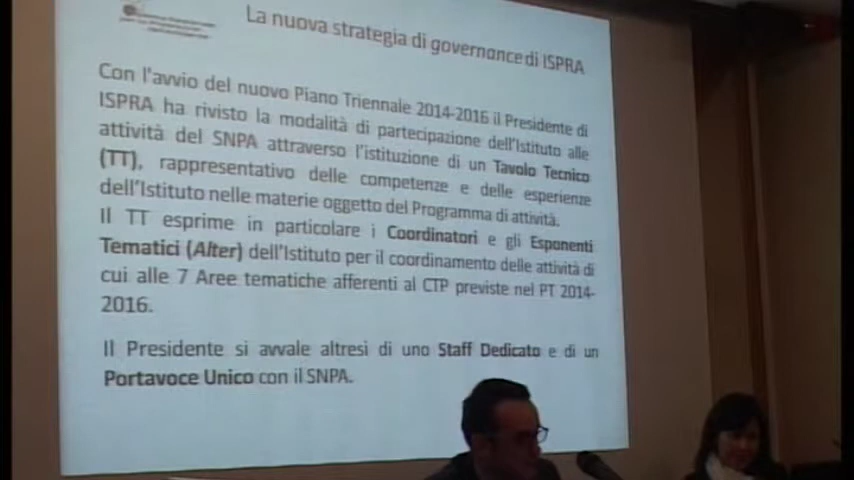 La nuova strategia di governance di ISPRA
Con l'avvio del nuovo Piano Triennale 2014-2016 il Presidente di
ISPRA ha rivisto la modalità di partecipazione dell'Istituto alle
attività del SNPA attraverso l'istituzione di un Tavolo Tecnico
(TT), rappresentativo delle competenze e delle esperienze
dell'Istituto nelle materie oggetto del Programma di attività.
Il TT esprime in particolare i Coordinatori e gli Esponenti
Tematici (Alter) dell'Istituto per il coordinamento delle attività di
cui alle 7 Aree tematiche afferenti al CTP previste nel PT 2014-
2016.
Il Presidente si avvale altresì di uno Staff Dedicato e di un
Portavoce Unico con il SNPA.